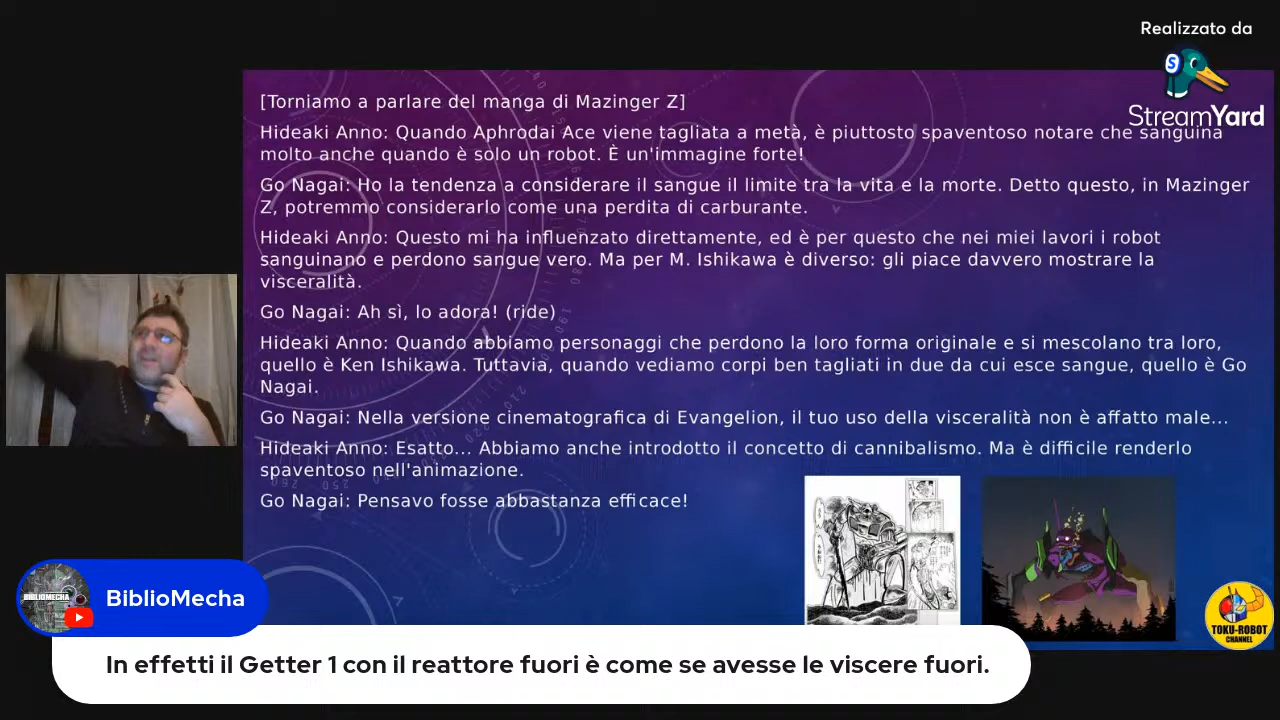 Realizzato da
StreamYard
[Torniamo a parlare del manga di Mazinger Z]
Hideaki Anno: Quando Aphrodai Ace viene tagliata a metà, è piuttosto spaventoso notare che sanguina
molto anche quando è solo un robot. È un'immagine forte!
Go Nagai: Ho la tendenza a considerare il sangue il limite tra la vita e la morte. Detto questo, in Mazinger
Z, potremmo considerarlo come una perdita di carburante.
Hideaki Anno: Questo mi ha influenzato direttamente, ed è per questo che nei miei lavori i robot
sanguinano e perdono sangue vero. Ma per M. Ishikawa è diverso: gli piace davvero mostrare la
visceralità.
Go Nagai: Ah sì, lo adora! (ride)
Hideaki Anno: Quando abbiamo personaggi che perdono la loro forma originale e si mescolano tra loro,
quello è Ken Ishikawa. Tuttavia, quando vediamo corpi ben tagliati in due da cui esce sangue, quello è Go
Nagai.
Go Nagai: Nella versione cinematografica di Evangelion, il tuo uso della visceralità non è affatto male...
Hideaki Anno: Esatto... Abbiamo anche introdotto il concetto di cannibalismo. Ma è difficile renderlo
spaventoso nell'animazione.
Go Nagai: Pensavo fosse abbastanza efficace!
BIBLIOMECHA
BiblioMecha
In effetti il Getter 1 con il reattore fuori è come se avesse le viscere fuori.
TOKU-ROBOT
CHANNEL